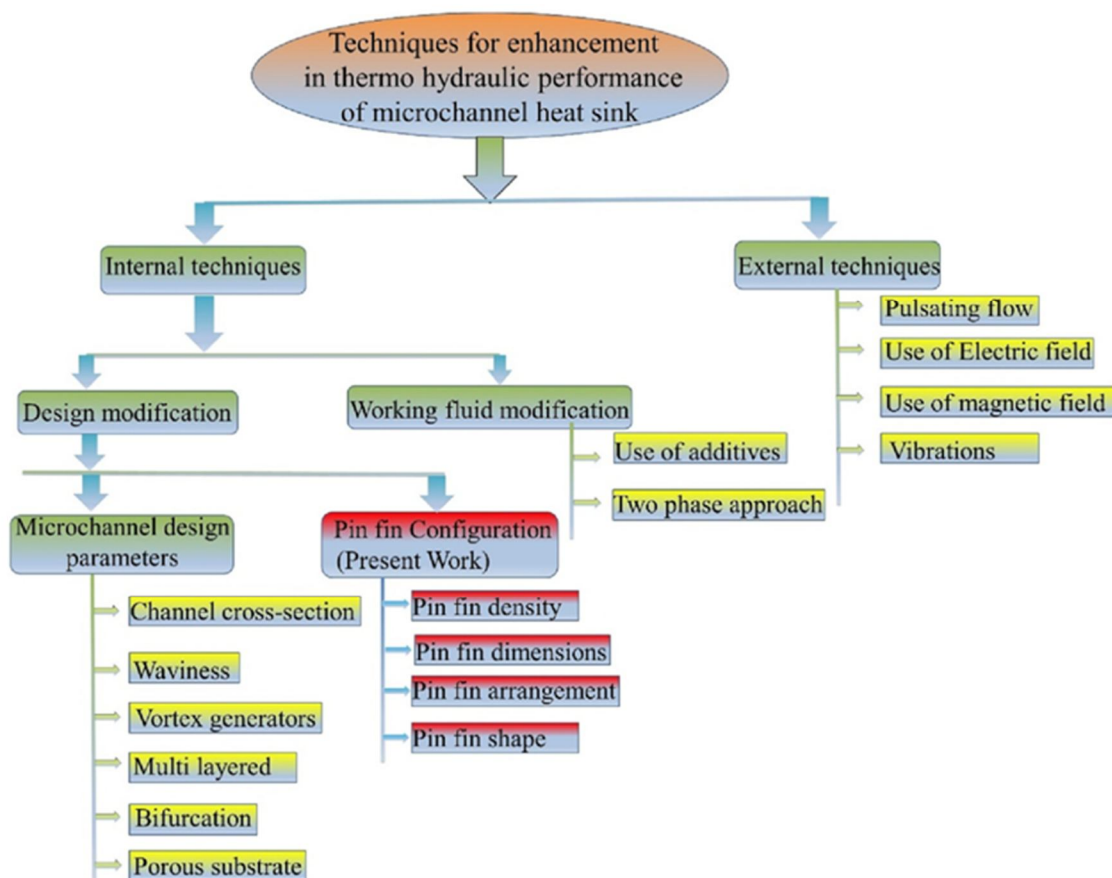 Techniques for enhancement
in thermo hydraulic performance
of microchannel heat sink
Internal techniques
External techniques
Pulsating flow
Use of Electric field
Use of magnetic field
Vibrations
Design modification
Working fluid modification
Use of additives
Two phase approach
Microchannel design
parameters
Channel cross-section
Waviness
Vortex generators
Multi layered
Bifurcation
Porous substrate
Pin fin Configuration
(Present Work)
Pin fin density
Pin fin dimensions
Pin fin arrangement
Pin fin shape